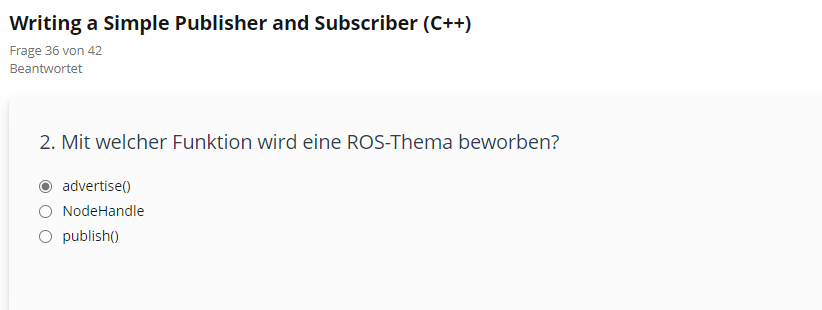 Writing a Simple Publisher and Subscriber (C++)
Frage 36 von 42
Beantwortet
2. Mit welcher Funktion wird eine ROS-Thema beworben?
advertise()
NodeHandle
publish()